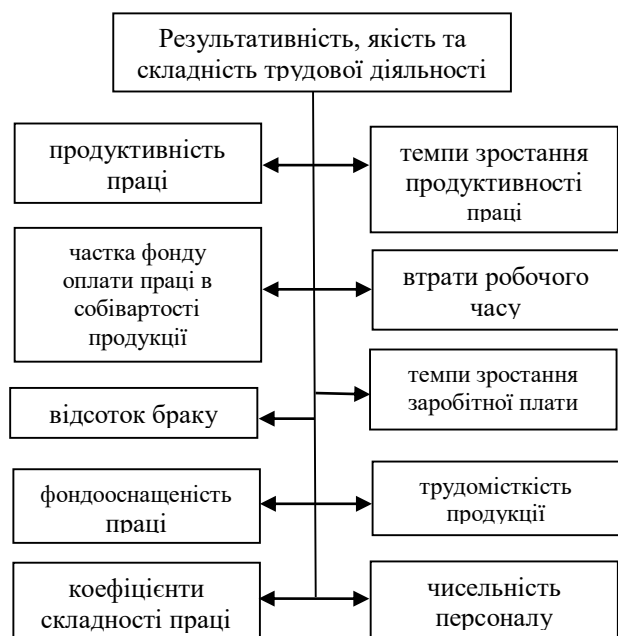 Результативність, якість та
складність трудової діяльності
продуктивність
праці
темпи зростання
продуктивності
праці
частка фонду
оплати праці в
собівартості
продукції
втрати робочого
часу
темпи зростання
заробітної плати
відсоток браку
фондооснащеність
праці
трудомісткість
продукції
коефіцієнти
складності праці
чисельність
персоналу